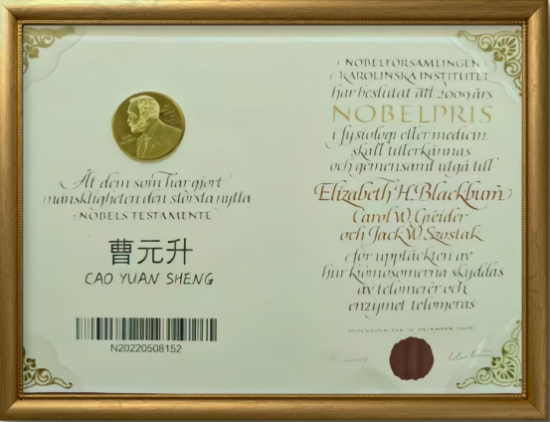 At dem som har gjort
mänskligheten den största nytta
NOBELS TESTAMENTE
曹元升
CAO YUAN SHENG
N20220508152
NOBELFÖRSAMLINGEN
KAROLINSKA INSTITUTET
har beslutat att 2009 års
NOBELPRIS
i fysiologi eller medicin
skall tillerkännas
och gemensamt utgå till
Elizabeth H. Blackburn
Carol W. Greider
och Jack W. Szostak
för upptäckten av
hur kromosomerna skyddas
av telomerer och
enzymet telomeras